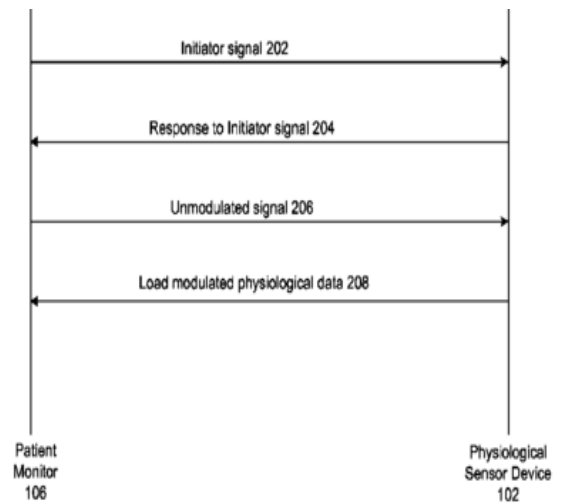 Initiator signal 202
Response to Initiator signal 204
Unmodulated signal 206
Load modulated physiological data 208
Patient
Monitor
106
Physiological
Sensor Device
102